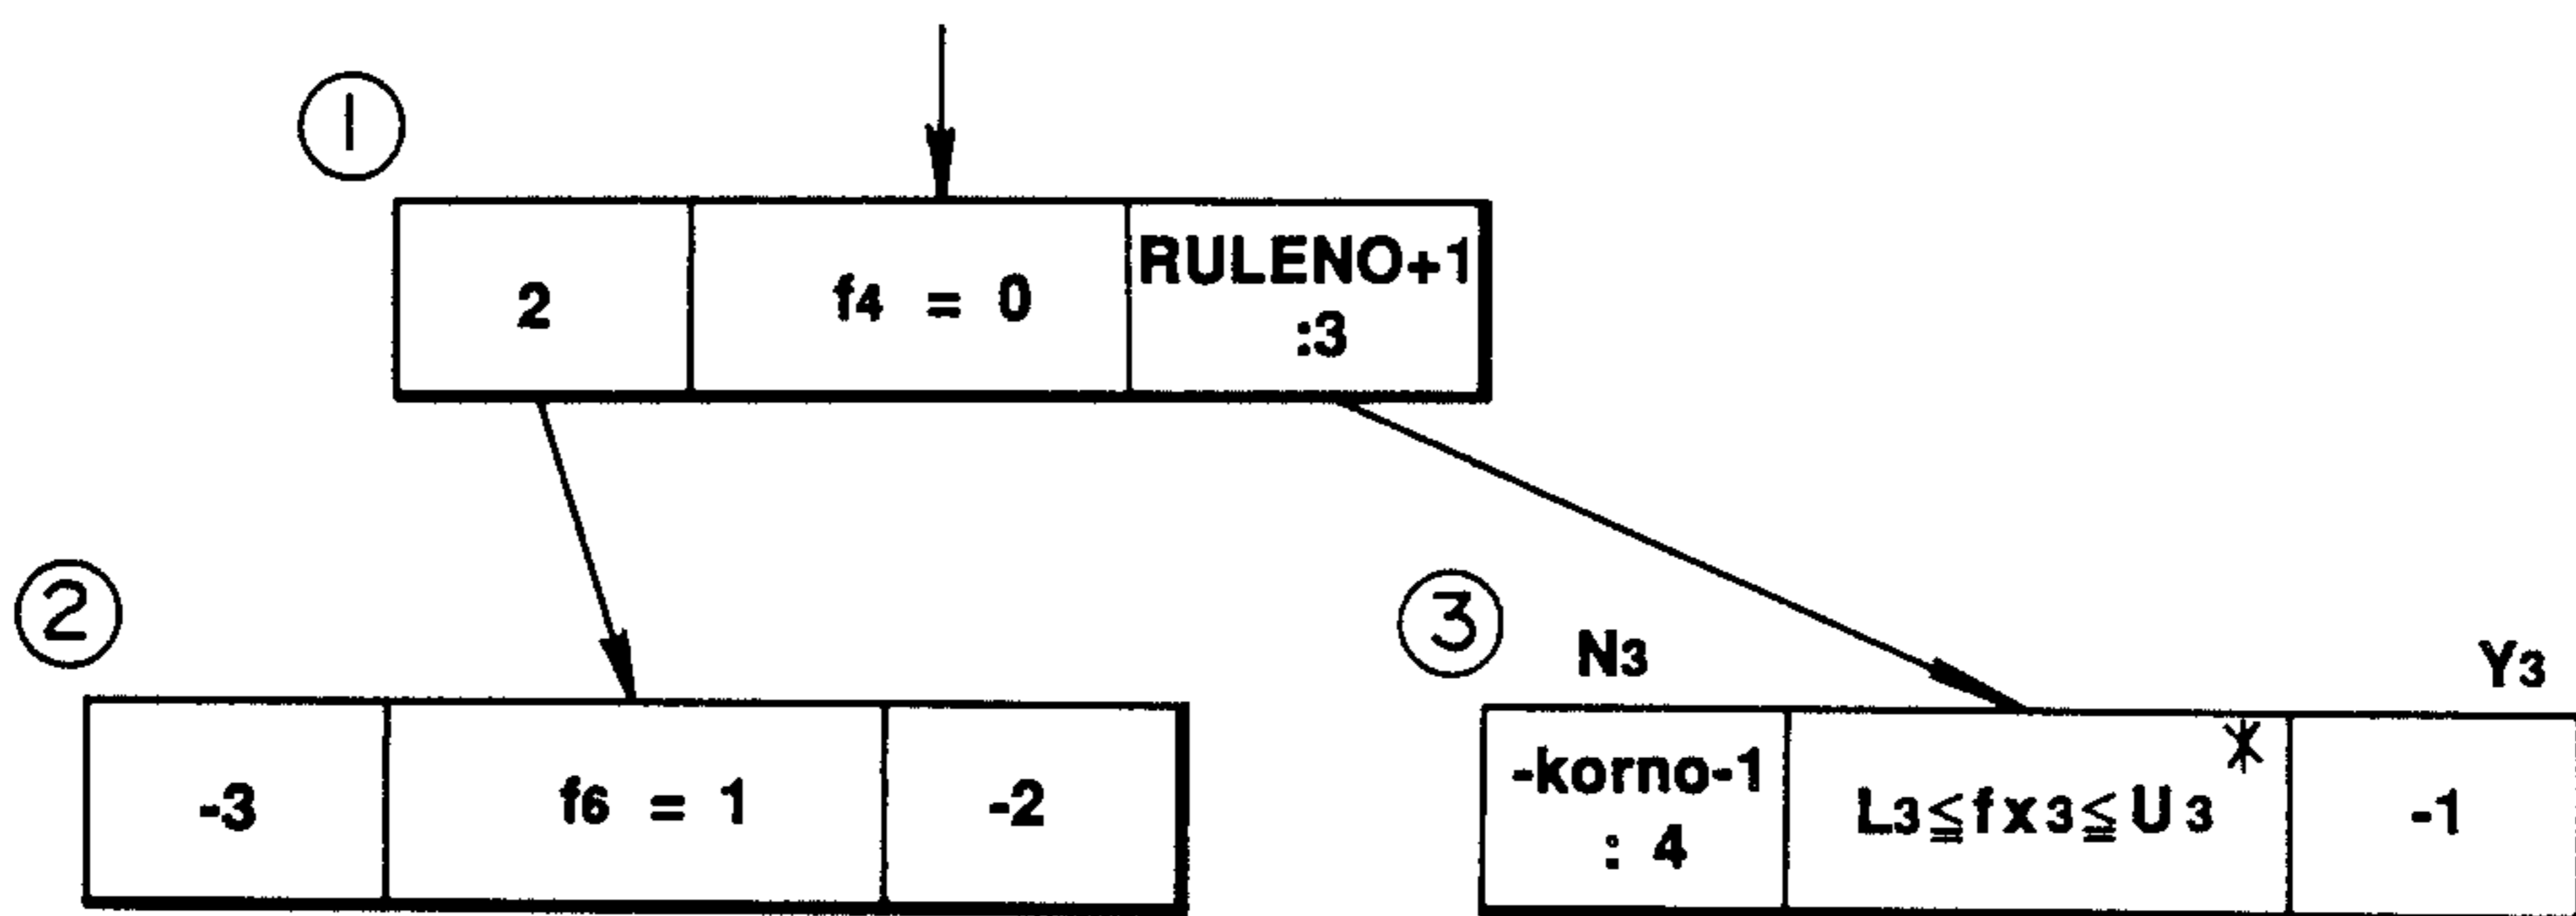 ①
2
f4 = 0
RULENO+1
:3
②
-3
f6 = 1
-2
③
N3
Y3
-korno-1
: 4
L3≦fx3≦U3
*
-1